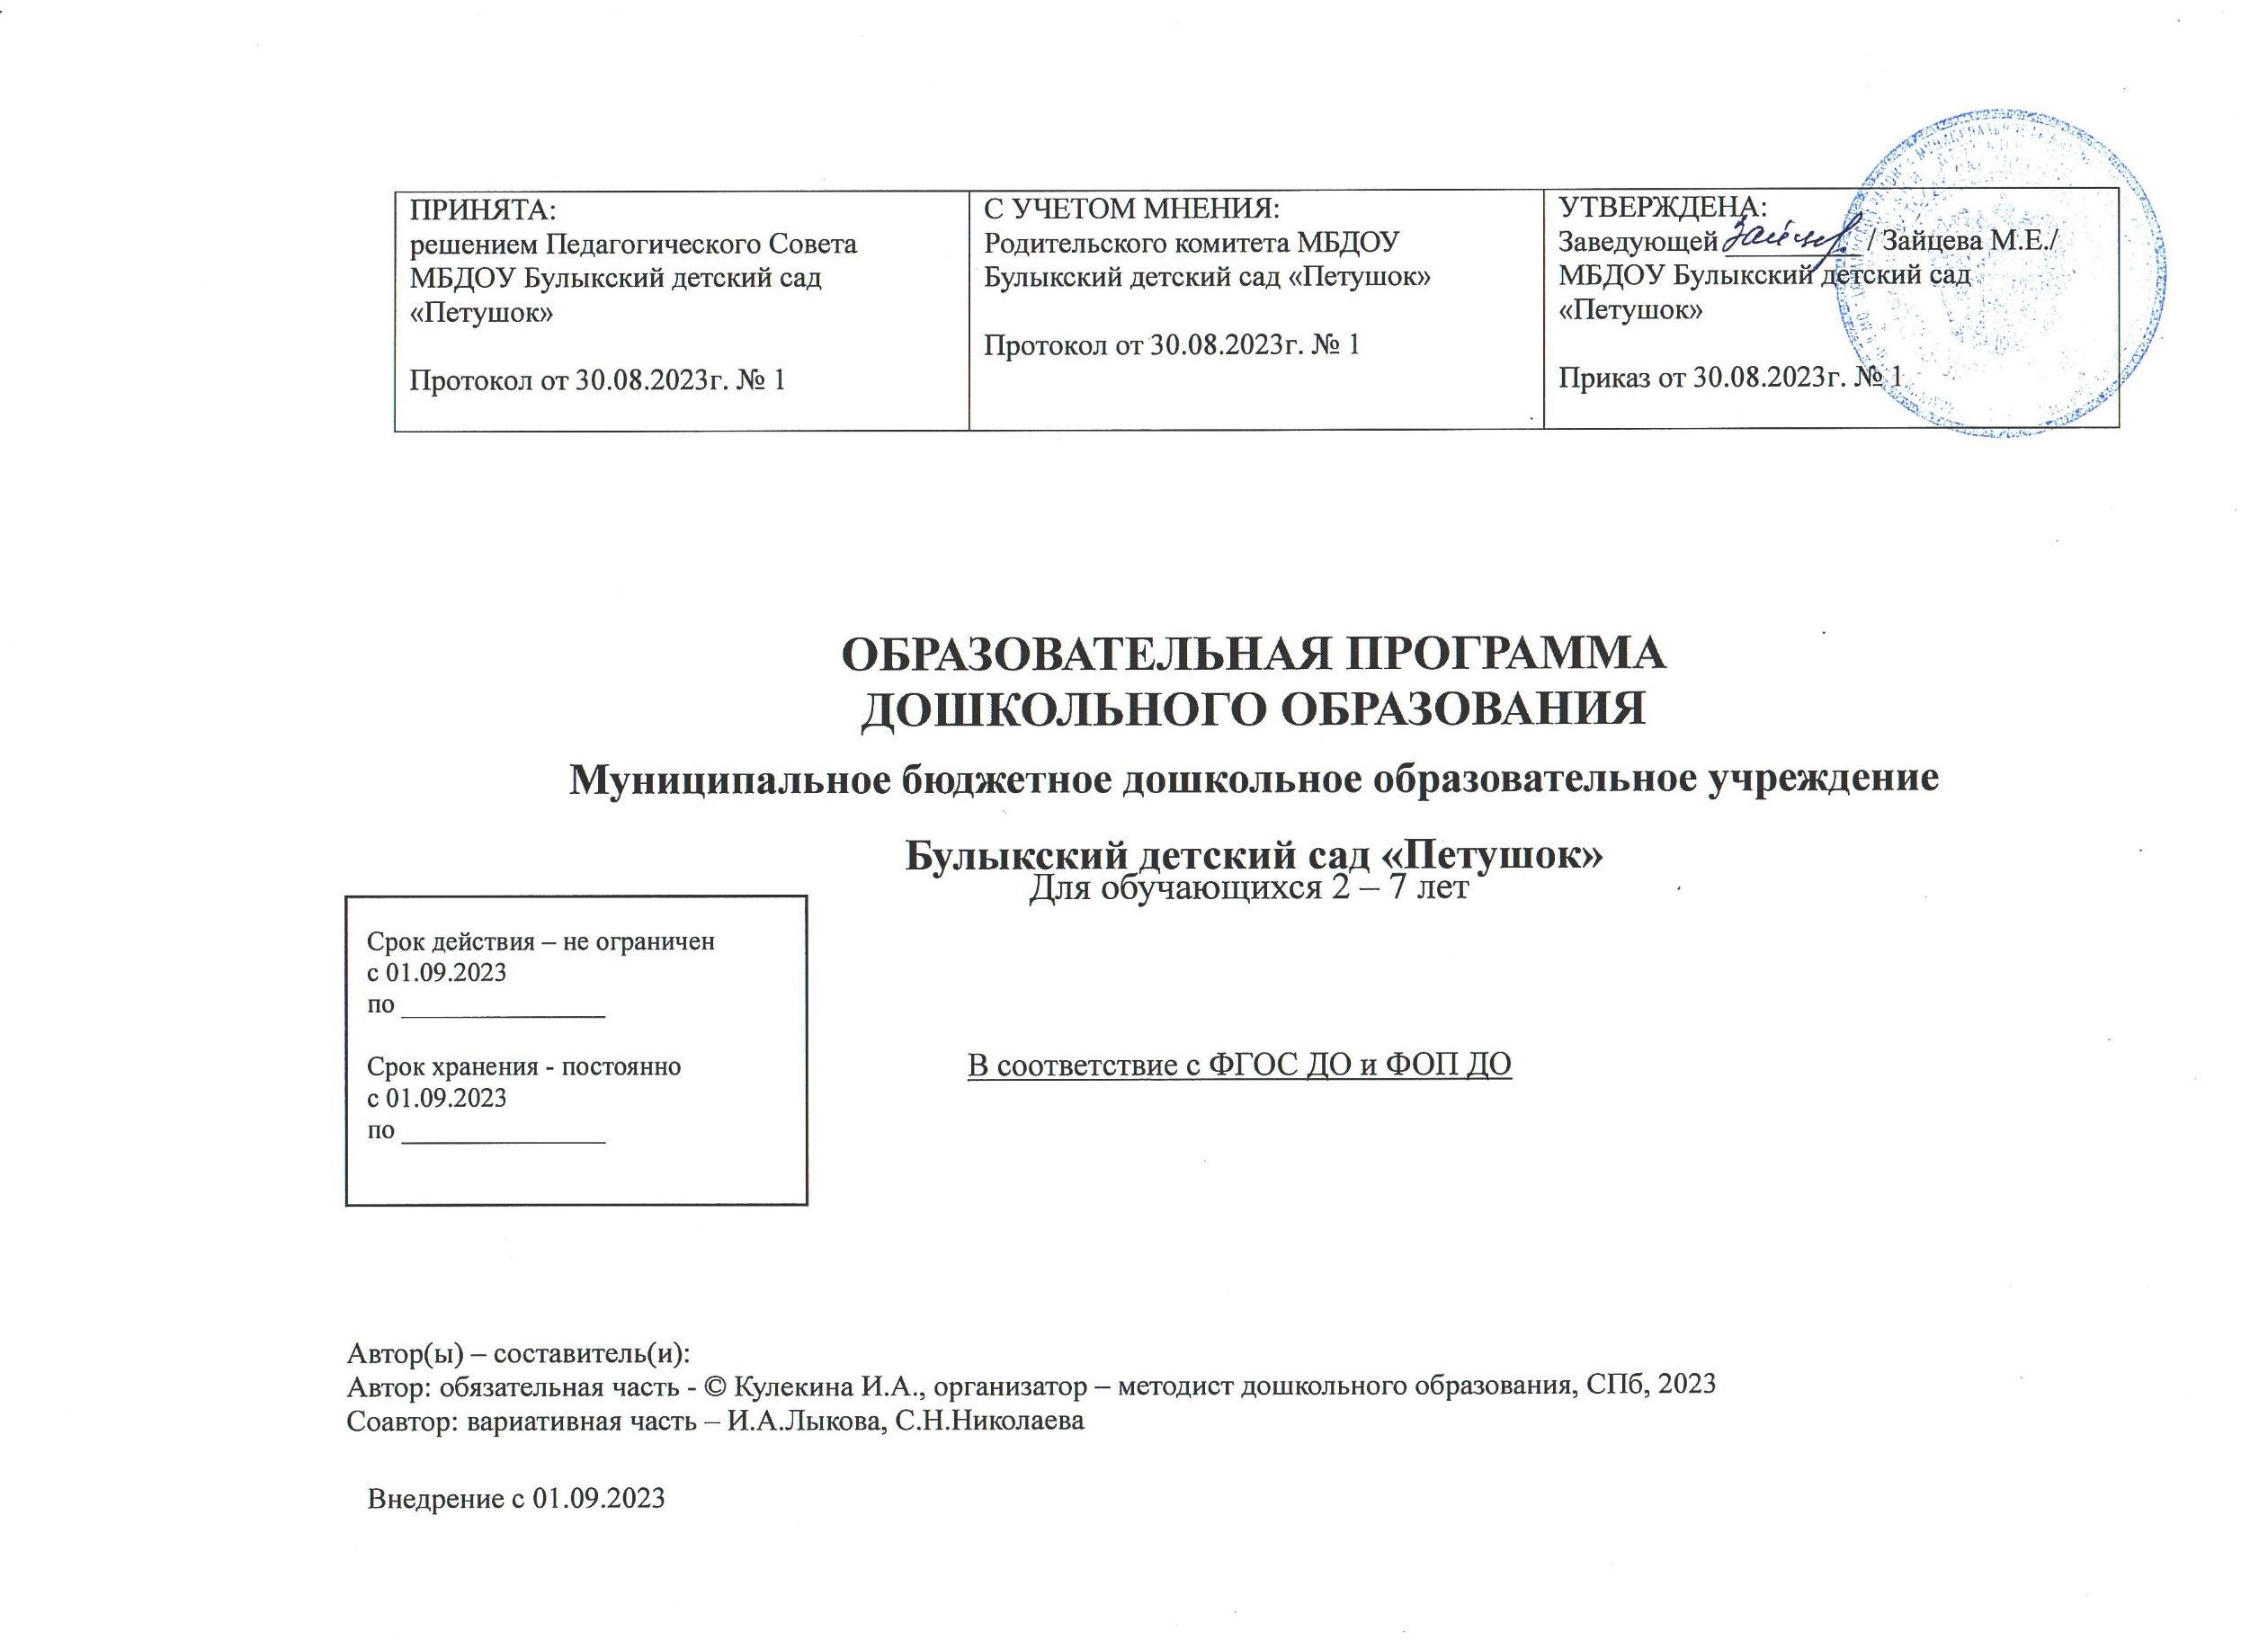 ПРИНЯТА:
решением Педагогического Совета
МБДОУ Булыкский детский сад
«Петушок»
Протокол от 30.08.2023г. № 1
С УЧЕТОМ МНЕНИЯ:
Родительского комитета МБДОУ
Булыкский детский сад «Петушок»
Протокол от 30.08.2023г. № 1
УТВЕРЖДЕНА:
Заведующей / Зайцева М.Е./
МБДОУ Булыкский детский сад
«Петушок»
Приказ от 30.08.2023г. № 1
ОБРАЗОВАТЕЛЬНАЯ ПРОГРАММА
ДОШКОЛЬНОГО ОБРАЗОВАНИЯ
Муниципальное бюджетное дошкольное образовательное учреждение
Булыкский детский сад «Петушок»
Для обучающихся 2 – 7 лет
Срок действия – не ограничен
с 01.09.2023
по _______________
Срок хранения - постоянно
с 01.09.2023
по _______________
В соответствие с ФГОС ДО и ФОП ДО
Автор(ы) – составитель(и):
Автор: обязательная часть - © Кулекина И.А., организатор – методист дошкольного образования, СПб, 2023
Соавтор: вариативная часть – И.А.Лыкова, С.Н.Николаева
Внедрение с 01.09.2023